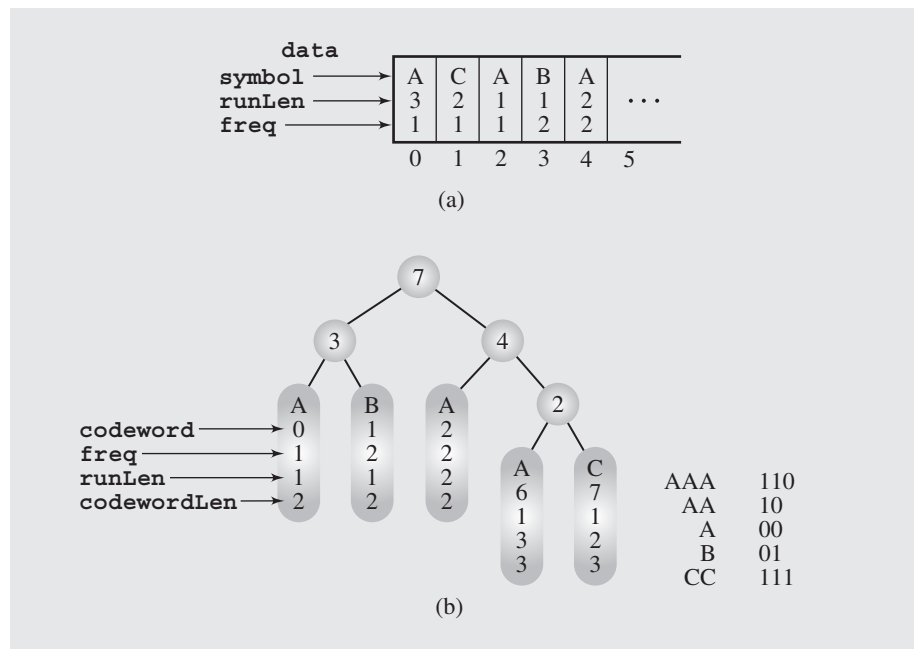 data
symbol A C A B A
runLen 3 2 1 1 2 ...
freq 1 1 1 2 2
0 1 2 3 4 5
(a)
7
3 4
A B A 2
codeword 0 1 2
freq 1 2 2
runLen 1 1 2
codewordLen 2 2 2
A C
6 7
1 1
3 2
3 3
AAA 110
AA 10
A 00
B 01
CC 111
(b)